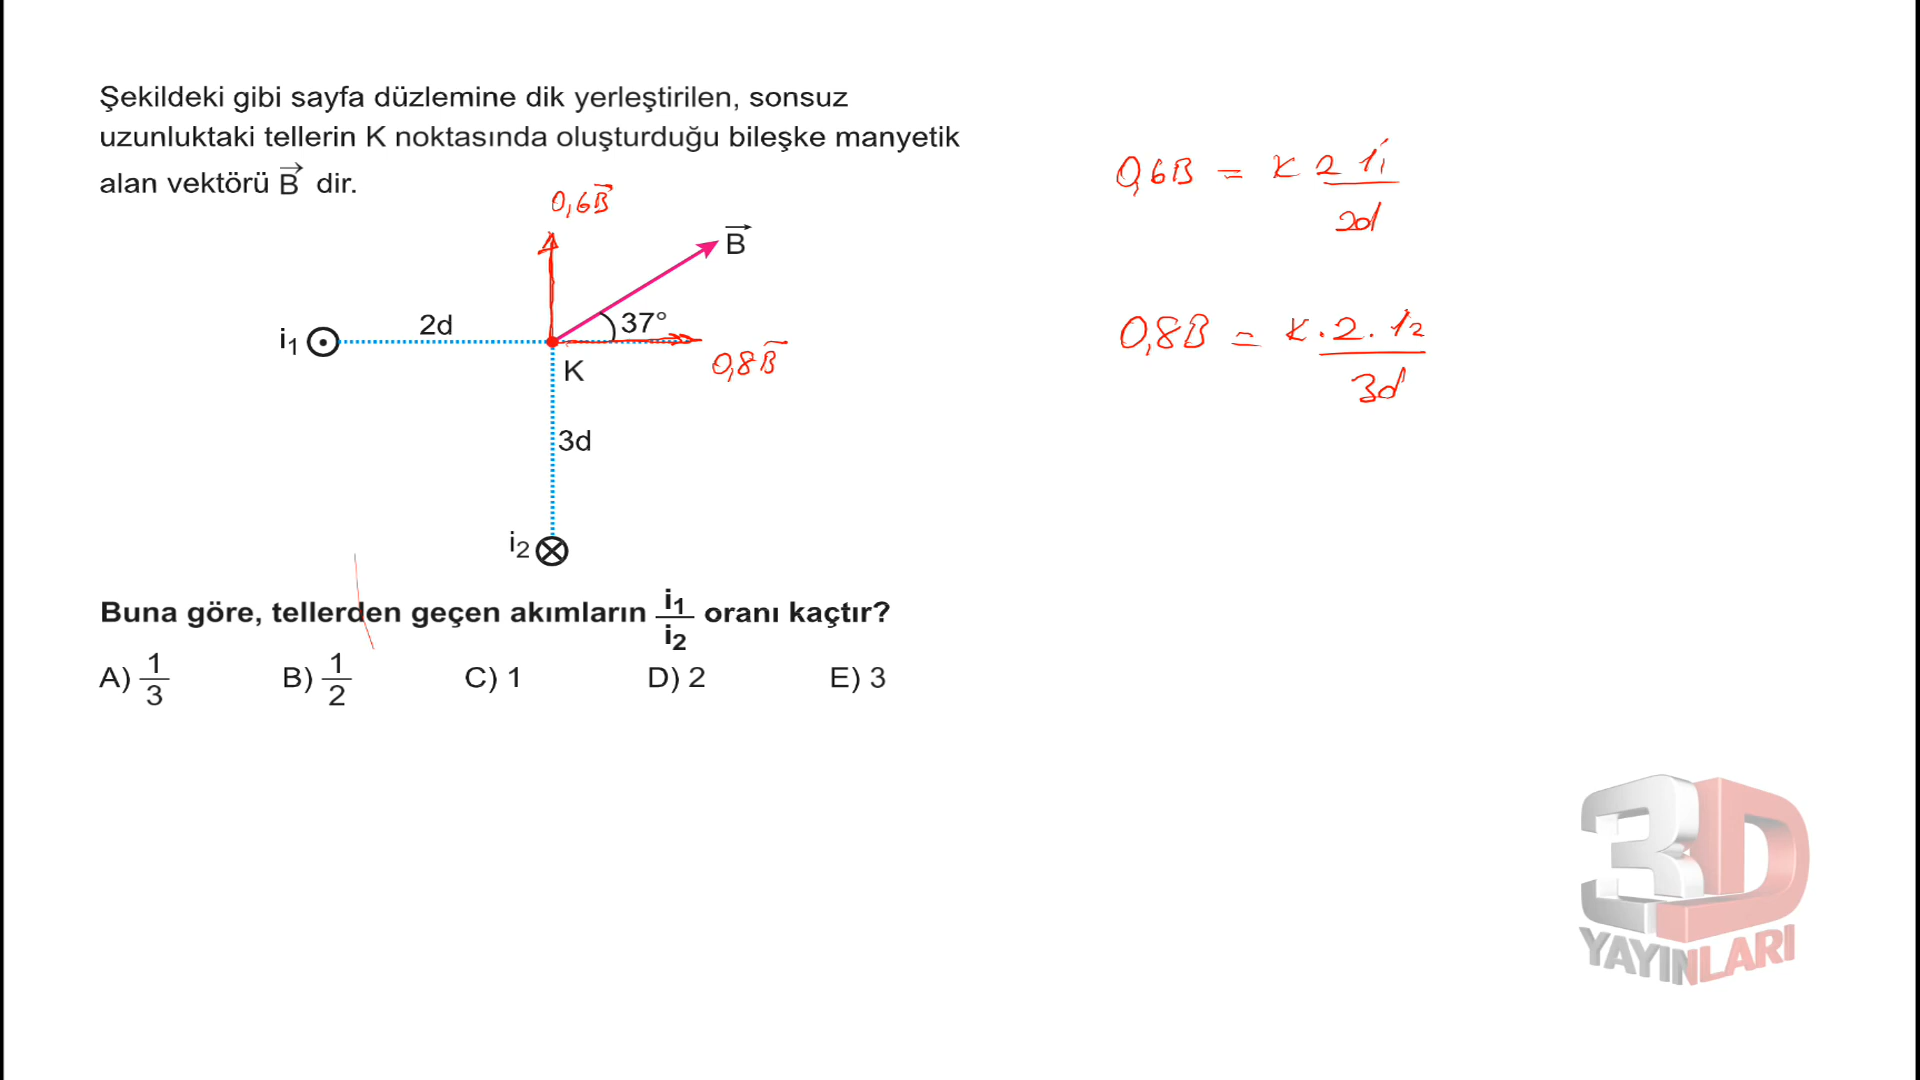 Şekildeki gibi sayfa düzlemine dik yerleştirilen, sonsuz
uzunluktaki tellerin K noktasında oluşturduğu bileşke manyetik
alan vektörü B⃗ dir.
0,6B⃗
B⃗
i₁
2d
37°
K
0,8B⃗
3d
i₂
Buna göre, tellerden geçen akımların i₁/i₂ oranı kaçtır?
A) 1/3 B) 1/2 C) 1 D) 2 E) 3
0,6B = K 2 i₁ / 2d
0,8B = K.2.i₂ / 3d
3D
YAYINLARI